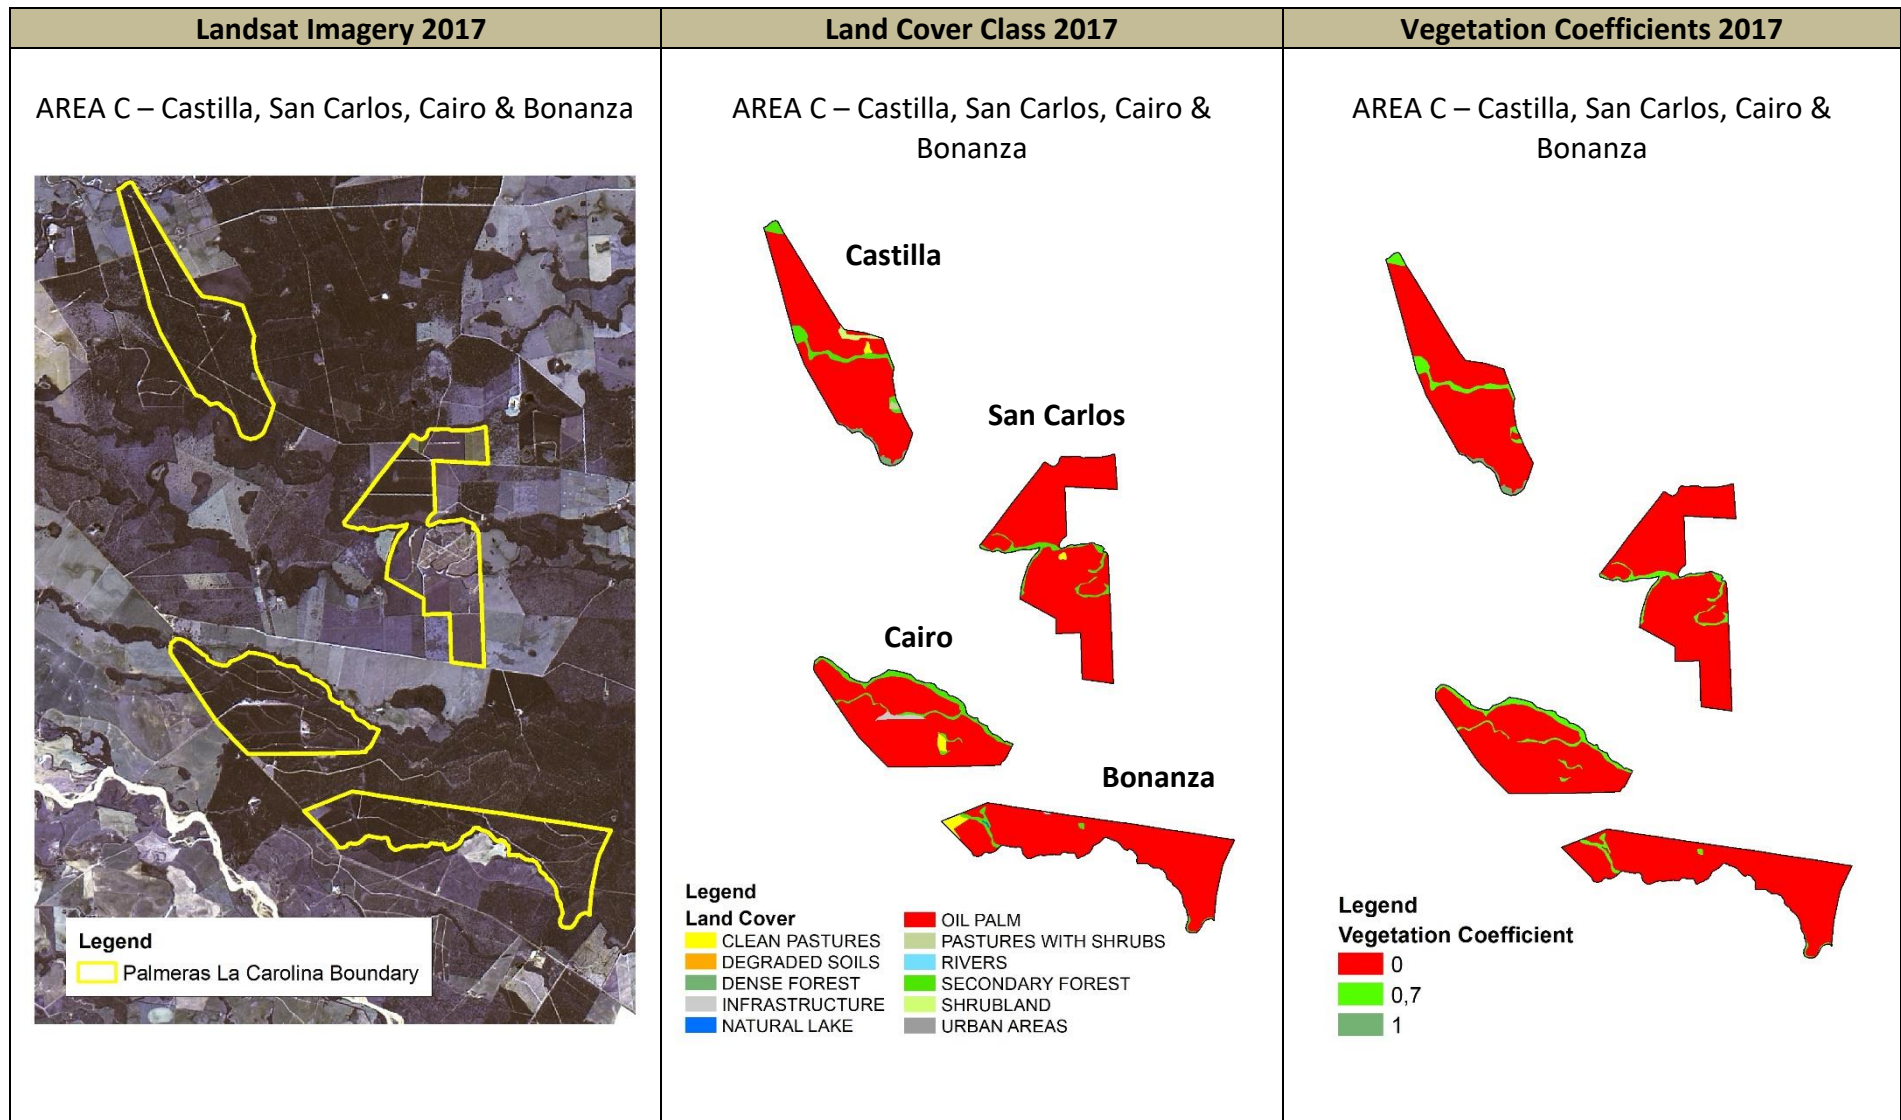 Landsat Imagery 2017
Land Cover Class 2017
Vegetation Coefficients 2017
AREA C – Castilla, San Carlos, Cairo & Bonanza
Legend
Palmeras La Carolina Boundary
AREA C – Castilla, San Carlos, Cairo &
Bonanza
Castilla
San Carlos
Cairo
Bonanza
Legend
Land Cover
CLEAN PASTURES
DEGRADED SOILS
DENSE FOREST
INFRASTRUCTURE
NATURAL LAKE
OIL PALM
PASTURES WITH SHRUBS
RIVERS
SECONDARY FOREST
SHRUBLAND
URBAN AREAS
AREA C – Castilla, San Carlos, Cairo &
Bonanza
Legend
Vegetation Coefficient
0
0,7
1